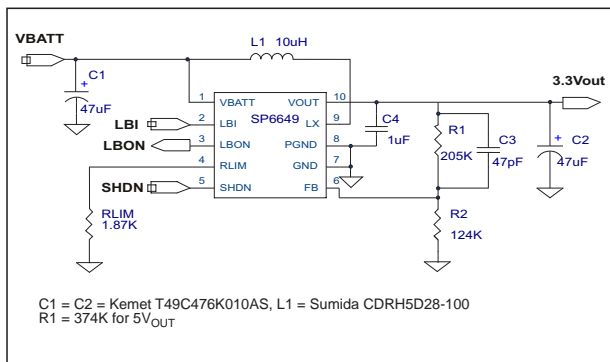 VBATT
L1 10uH
C1
47uF
+
3.3Vout
1 VBATT VOUT 10
SP6649
LBI 2 LBI LX 9
LBON 3 LBON PGND 8
4 RLIM GND 7
SHDN 5 SHDN FB 6
C4
1uF
R1
205K
C3
47pF
+
C2
47uF
RLIM
1.87K
R2
124K
C1 = C2 = Kemet T49C476K010AS, L1 = Sumida CDRH5D28-100
R1 = 374K for 5VOUT